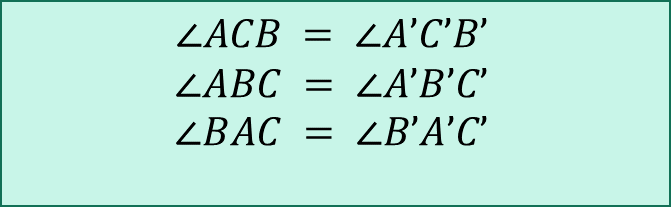 ∠ACB = ∠A’C’B’
∠ABC = ∠A’B’C’
∠BAC = ∠B’A’C’